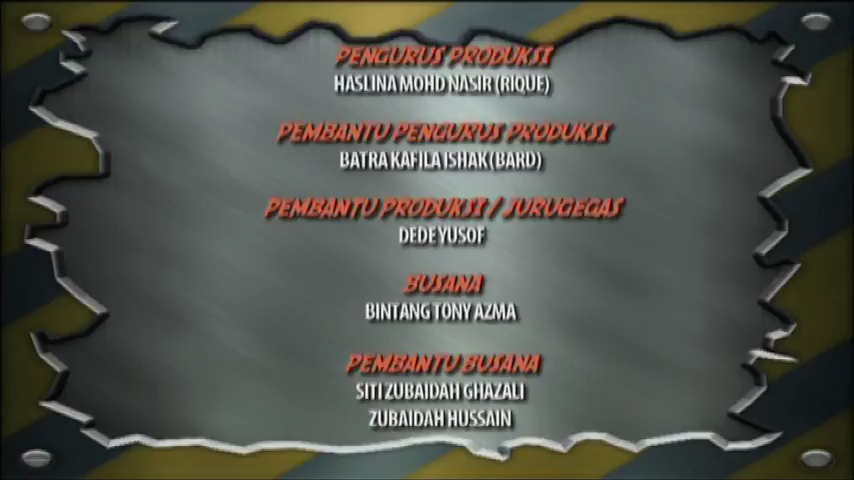 PENGURUS PRODUKSI
HASLINA MOHD NASIR (RIQUE)
PEMBANTU PENGURUS PRODUKSI
BATRA KAFILA ISHAK (BARD)
PEMBANTU PRODUKSI / JURUGEGAS
DEDE YUSOF
BUSANA
BINTANG TONY AZMA
PEMBANTU BUSANA
SITI ZUBAIDAH GHAZALI
ZUBAIDAH HUSSAIN